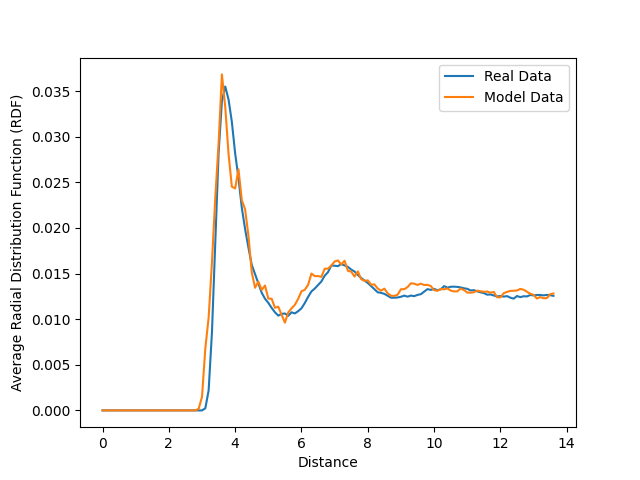 Real Data
Model Data
Average Radial Distribution Function (RDF)
0.035
0.030
0.025
0.020
0.015
0.010
0.005
0.000
0 2 4 6 8 10 12 14
Distance